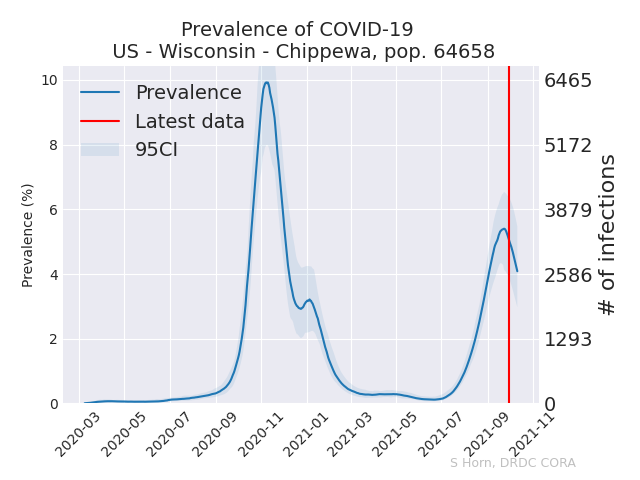 Prevalence of COVID-19
US - Wisconsin - Chippewa, pop. 64658
Prevalence
Latest data
95CI
Prevalence (%)
10
8
6
4
2
0
6465
5172
3879
2586
1293
0
# of infections
2020-03
2020-05
2020-07
2020-09
2020-11
2021-01
2021-03
2021-05
2021-07
2021-09
2021-11
S Horn, DRDC CORA